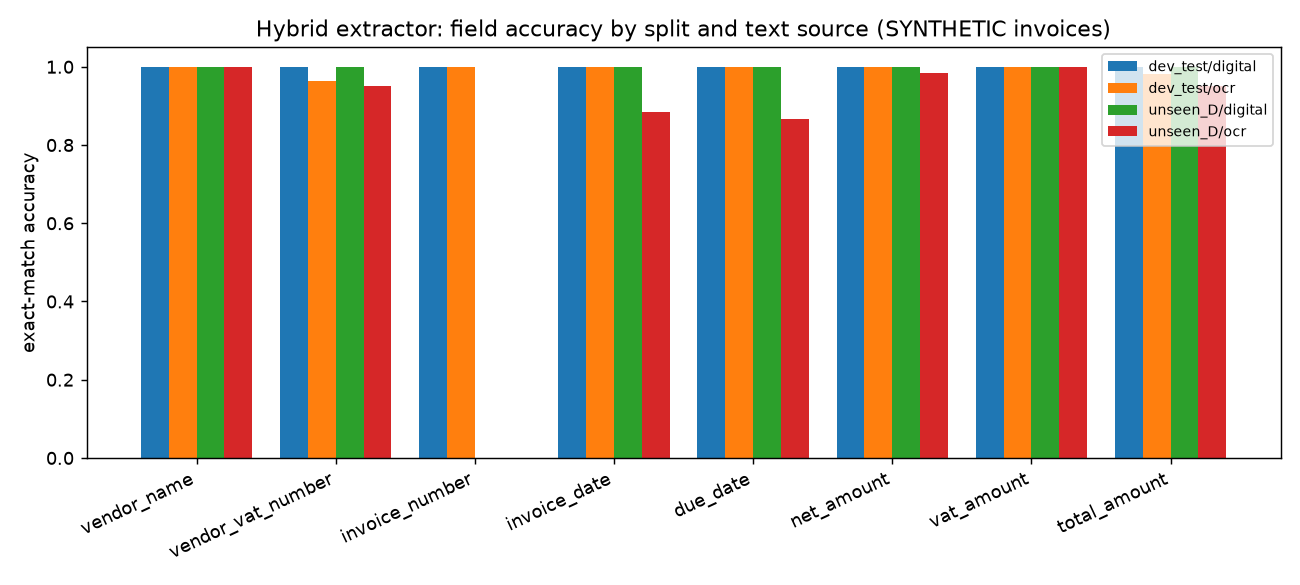 Hybrid extractor: field accuracy by split and text source (SYNTHETIC invoices)
exact-match accuracy
1.0
0.8
0.6
0.4
0.2
0.0
dev_test/digital
dev_test/ocr
unseen_D/digital
unseen_D/ocr
vendor_name
vendor_vat_number
invoice_number
invoice_date
due_date
net_amount
vat_amount
total_amount